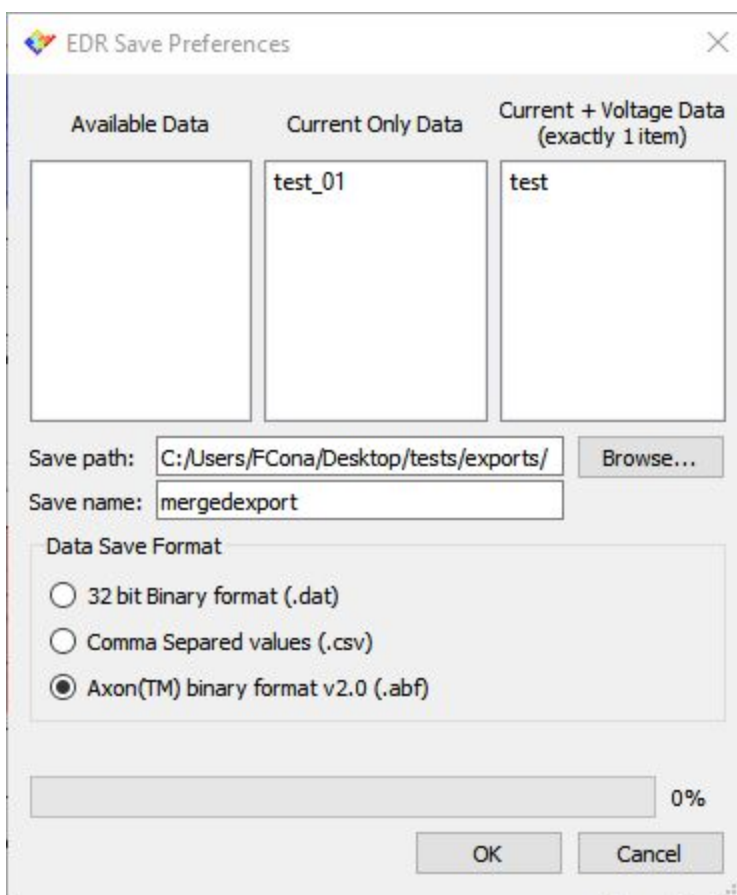 EDR Save Preferences
Available Data
Current Only Data
Current + Voltage Data
(exactly 1 item)
test_01
test
Save path: C:/Users/FCona/Desktop/tests/exports/ Browse...
Save name: mergedexport
Data Save Format
32 bit Binary format (.dat)
Comma Separed values (.csv)
Axon(TM) binary format v2.0 (.abf)
0%
OK Cancel